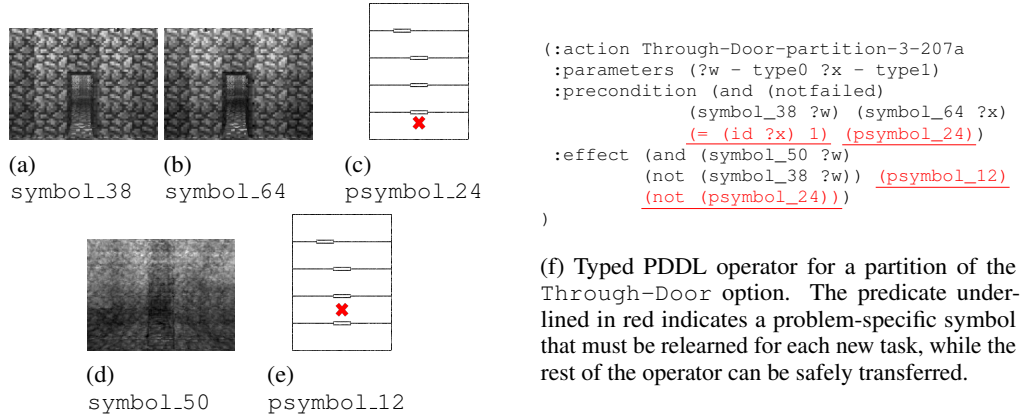 (a)
symbol_38
(b)
symbol_64
(c)
psymbol_24
(d)
symbol_50
(e)
psymbol_12
(:action Through-Door-partition-3-207a
:parameters (?w - type0 ?x - type1)
:precondition (and (notfailed)
(symbol_38 ?w) (symbol_64 ?x)
(= (id ?x) 1) (psymbol_24))
:effect (and (symbol_50 ?w)
(not (symbol_38 ?w)) (psymbol_12)
(not (psymbol_24)))
)
(f) Typed PDDL operator for a partition of the
Through-Door option. The predicate under-
lined in red indicates a problem-specific symbol
that must be relearned for each new task, while the
rest of the operator can be safely transferred.